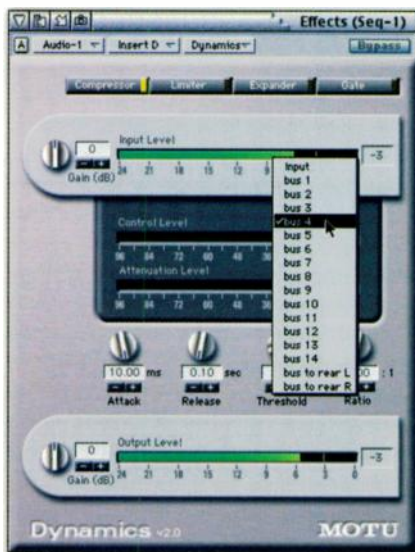 Effects (Seq-1)
A Audio-1 Insert D Dynamics Bypass
Compressor Limiter Expander Gate
Input Level
0
Gain (dB)
24 21 18 15 12 9
-3
Input
bus 1
bus 2
bus 3
✓bus 4
bus 5
bus 6
bus 7
bus 8
bus 9
bus 10
bus 11
bus 12
bus 13
bus 14
bus to rear L
bus to rear R
Control Level
96 84 72 60 48 36
Attenuation Level
96 84 72 60 48 36
10.00 ms 0.10 sec :1
Attack Release Threshold Ratio
Output Level
0
Gain (dB)
24 21 18 15 12 9 6 3 0
-3
Dynamics v2.0 MOTU